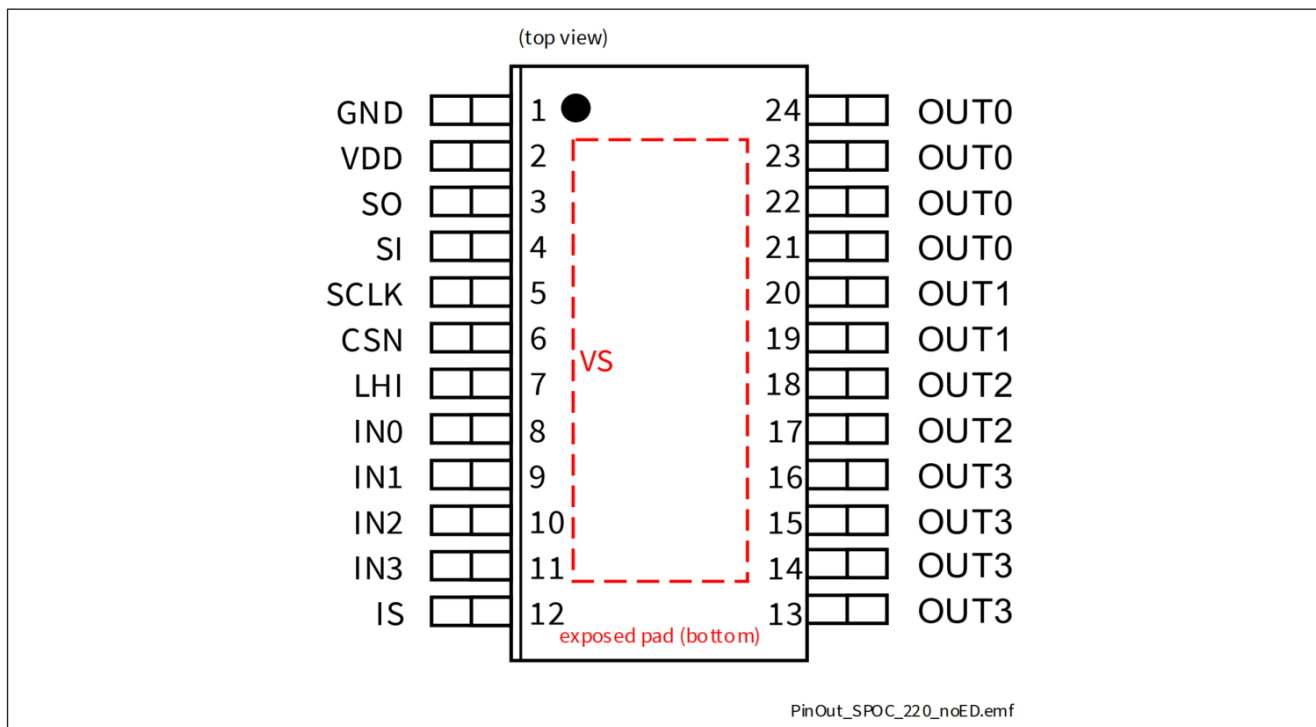 (top view)
GND 1 24 OUT0
VDD 2 23 OUT0
SO 3 22 OUT0
SI 4 21 OUT0
SCLK 5 20 OUT1
CSN 6 19 OUT1
VS
LHI 7 18 OUT2
IN0 8 17 OUT2
IN1 9 16 OUT3
IN2 10 15 OUT3
IN3 11 14 OUT3
IS 12 13 OUT3
exposed pad (bottom)
PinOut_SPOC_220_noED.emf